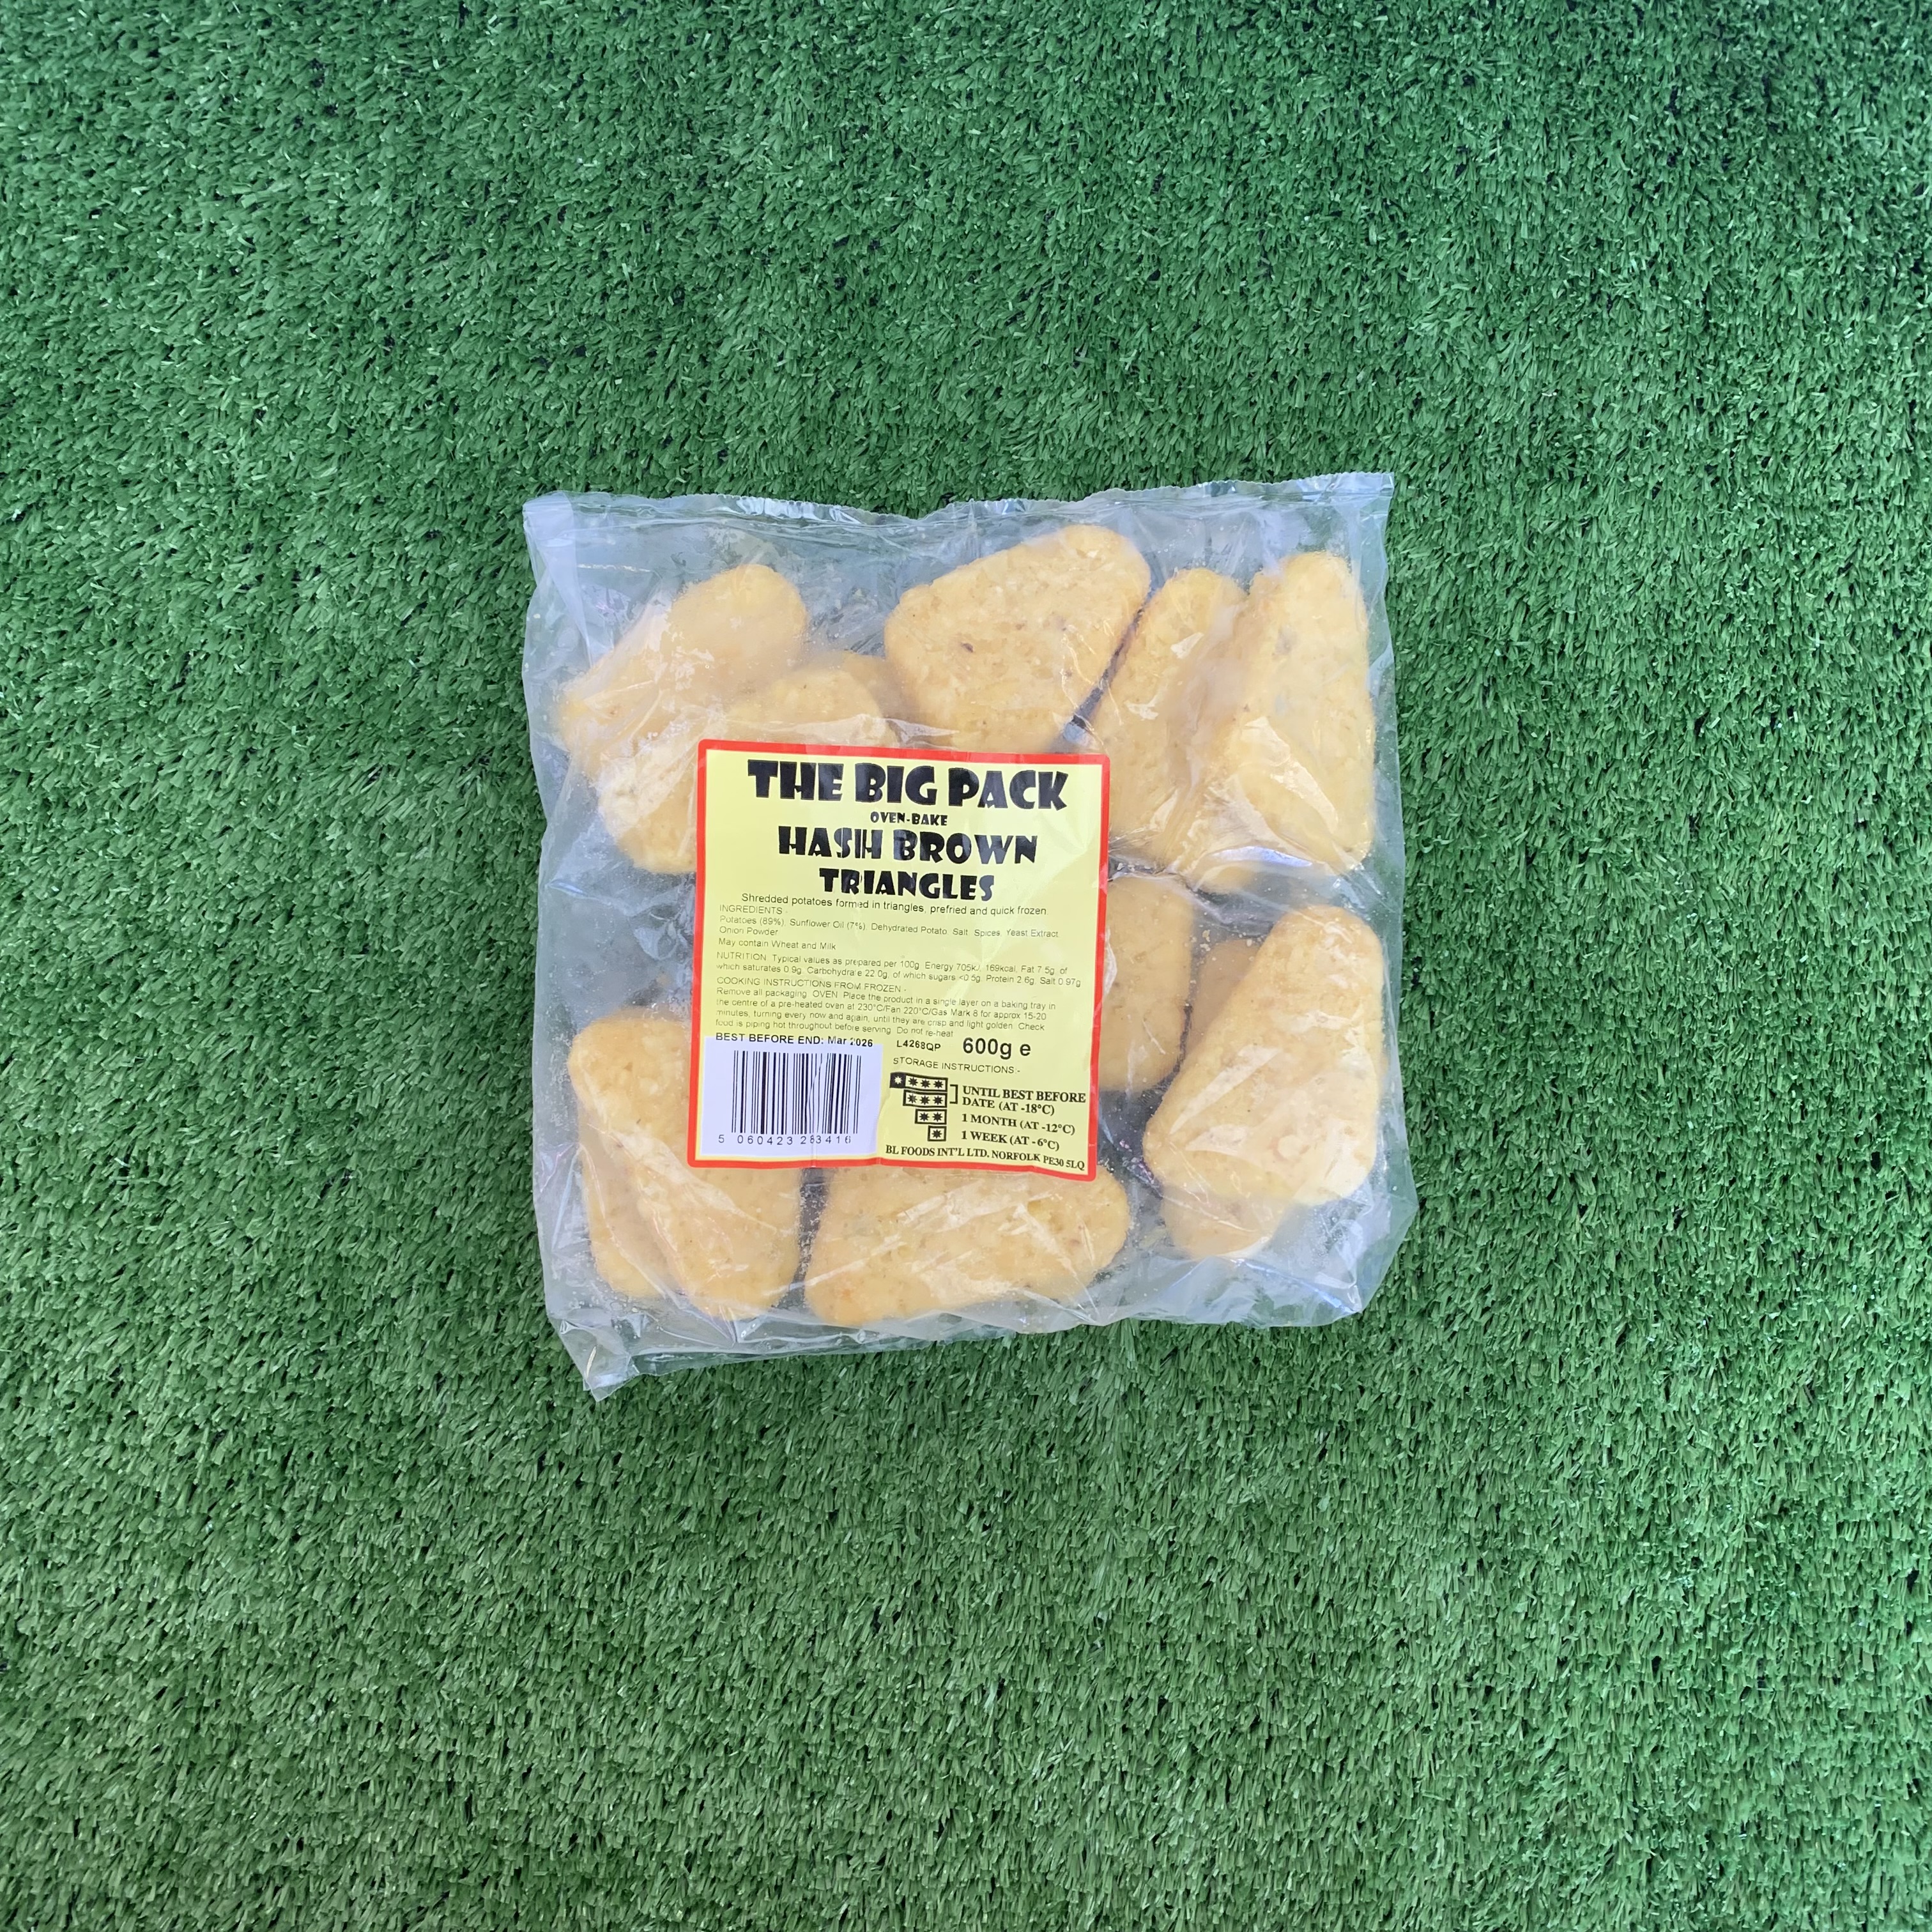 THE BIG PACK
OVEN-BAKE
HASH BROWN
TRIANGLES
Shredded potatoes formed in triangles, prefried and quick frozen.
INGREDIENTS -
Potatoes (89%), Sunflower Oil (7%), Dehydrated Potato, Salt, Spices, Yeast Extract,
Onion Powder
May contain Wheat and Milk
NUTRITION. Typical values as prepared per 100g. Energy 705kJ, 169kcal, Fat 7.5g, of
which saturates 0.9g, Carbohydrate 22.0g, of which sugars <0.5g, Protein 2.6g, Salt 0.97g
COOKING INSTRUCTIONS FROM FROZEN -
Remove all packaging. OVEN: Place the product in a single layer on a baking tray in
the centre of a pre-heated oven at 230°C/Fan 220°C/Gas Mark 8 for approx 15-20
minutes, turning every now and again, until they are crisp and light golden. Check
food is piping hot throughout before serving. Do not re-heat
BEST BEFORE END: Mar 2026
L4268QP 600g e
STORAGE INSTRUCTIONS:-
UNTIL BEST BEFORE
DATE (AT -18°C)
1 MONTH (AT -12°C)
1 WEEK (AT -6°C)
5 060423 283416
BL FOODS INT'L LTD. NORFOLK PE30 5LQ